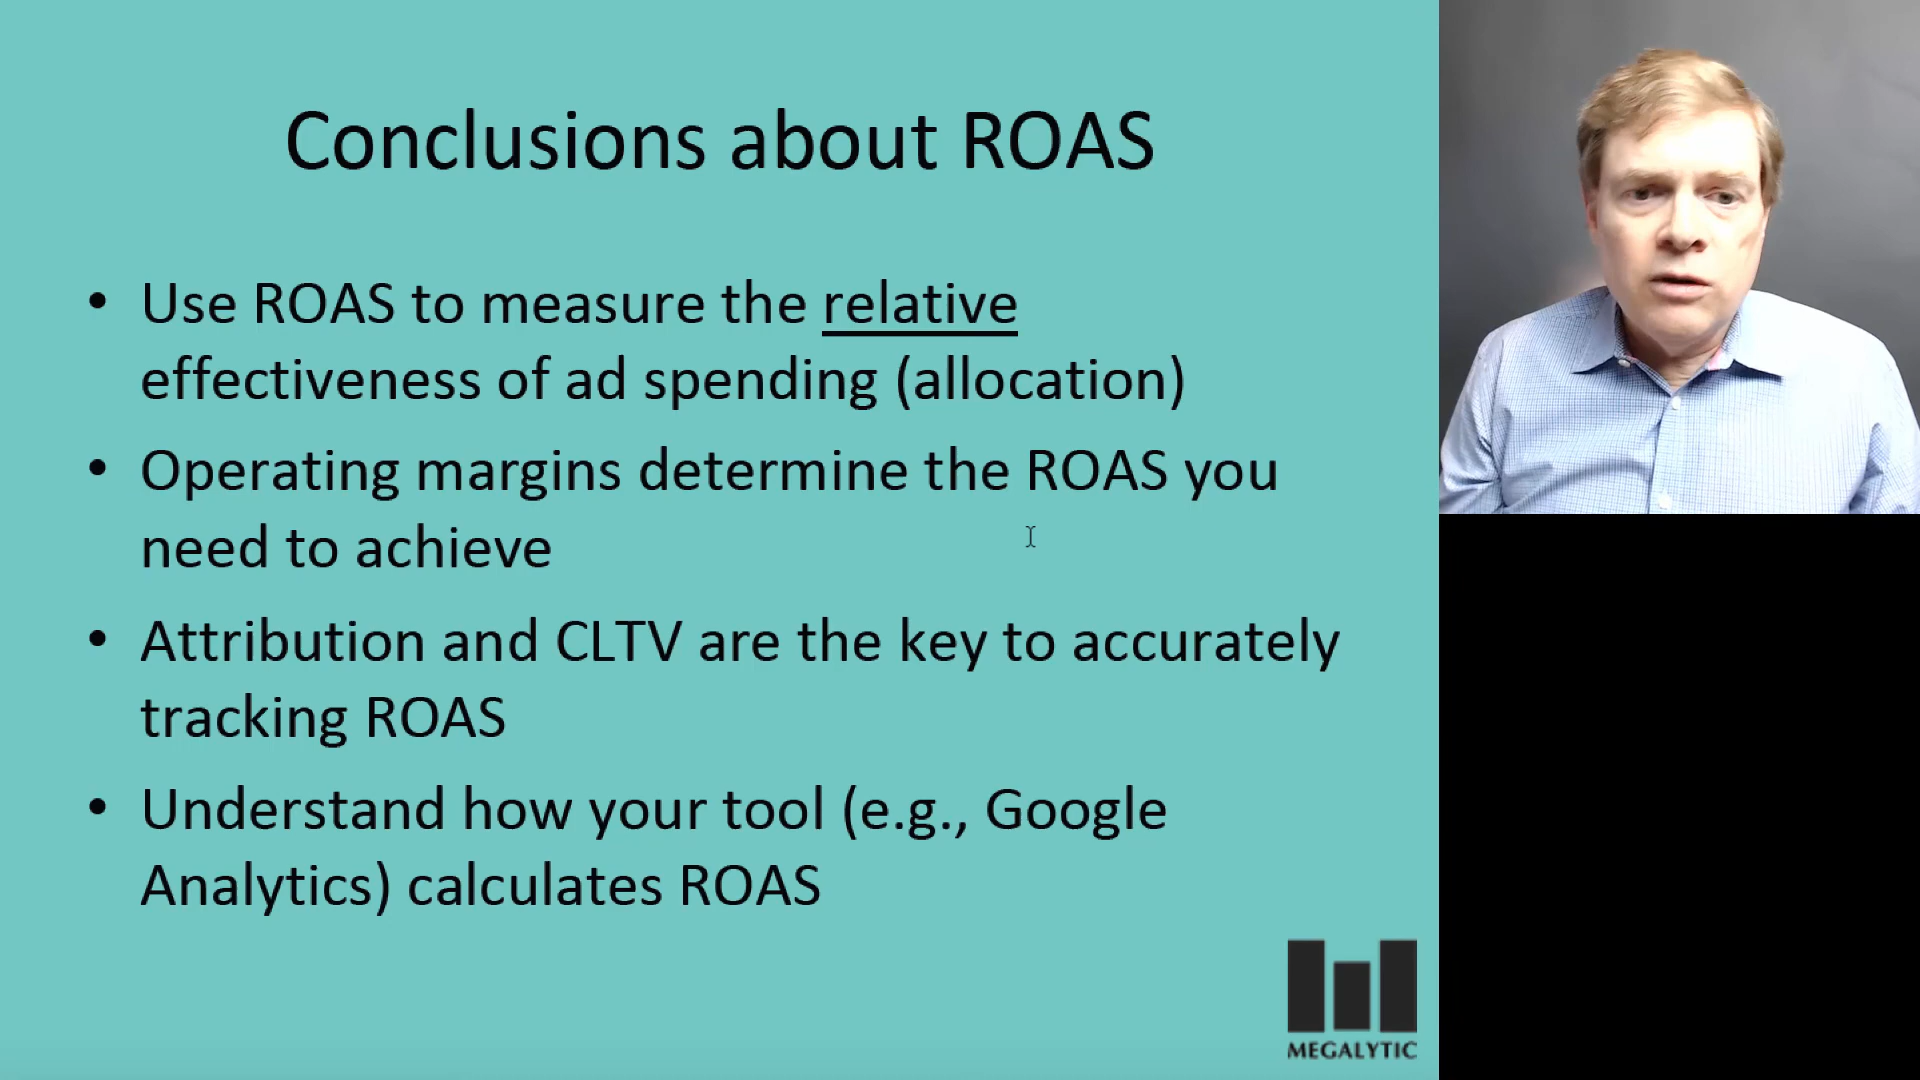 Conclusions about ROAS
• Use ROAS to measure the relative
effectiveness of ad spending (allocation)
• Operating margins determine the ROAS you
need to achieve
• Attribution and CLTV are the key to accurately
tracking ROAS
• Understand how your tool (e.g., Google
Analytics) calculates ROAS
MEGALYTIC